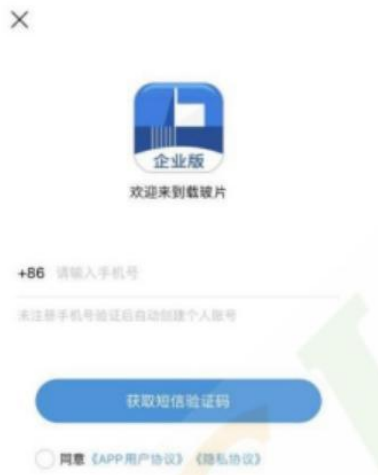 企业版
欢迎来到载玻片
+86 请输入手机号
未注册手机号验证后自动创建个人账号
获取短信验证码
同意《APP用户协议》《隐私协议》